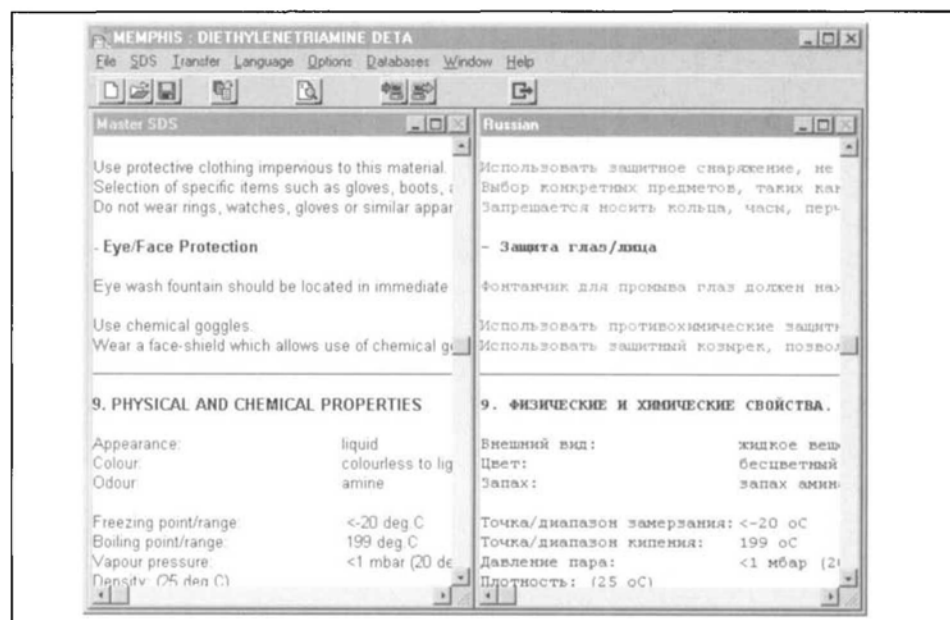 MEMPHIS : DIETHYLENETRIAMINE DETA
File SDS Transfer Language Options Databases Window Help
Master SDS
Use protective clothing impervious to this material.
Selection of specific items such as gloves, boots,
Do not wear rings, watches, gloves or similar appar
- Eye/Face Protection
Eye wash fountain should be located in immediate
Use chemical goggles.
Wear a face-shield which allows use of chemical g
9. PHYSICAL AND CHEMICAL PROPERTIES
Appearance: liquid
Colour: colourless to lig
Odour: amine
Freezing point/range: <-20 deg.C
Boiling point/range: 199 deg.C
Vapour pressure: <1 mbar (20 de
Density: (25 deg.C)
Russian
Использовать защитное снаряжение, не
Выбор конкретных предметов, таких как
Запрещается носить кольца, часы, перч
- Защита глаз/лица
Фонтанчик для промыва глаз должен нах
Использовать противохимические защитн
Использовать защитный козырек, позвол
9. ФИЗИЧЕСКИЕ И ХИМИЧЕСКИЕ СВОЙСТВА.
Внешний вид: жидкое вещ
Цвет: бесцветный
Запах: запах амин
Точка/диапазон замерзания: <-20 oC
Точка/диапазон кипения: 199 oC
Давление пара: <1 мбар (2
Плотность: (25 oC)